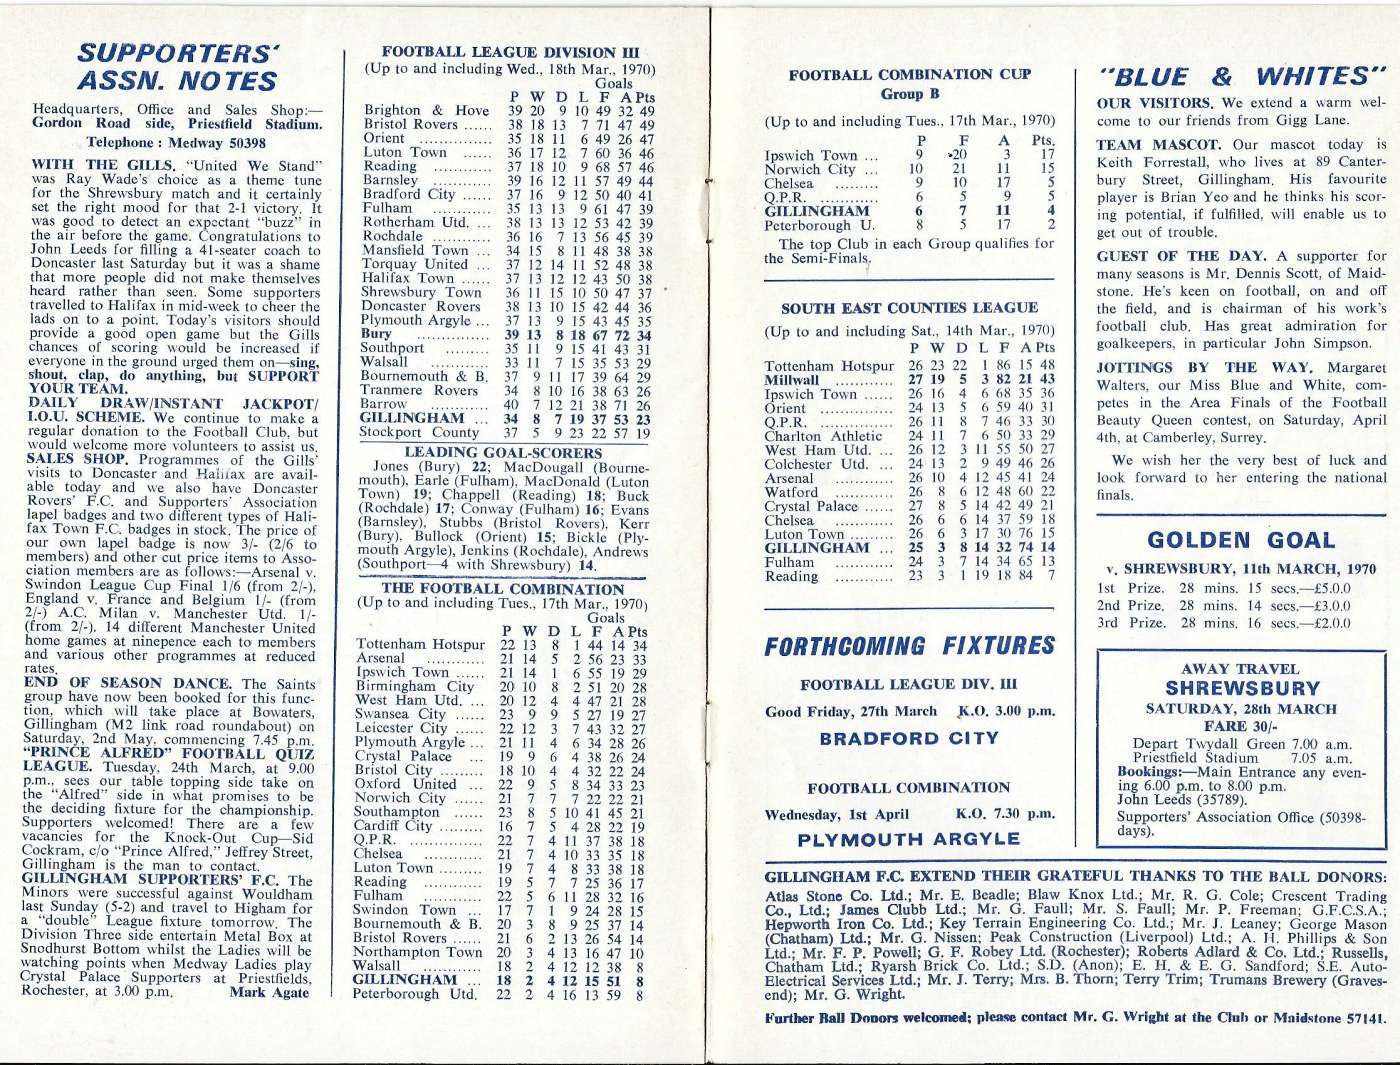 SUPPORTERS'
ASSN. NOTES
Headquarters, Office and Sales Shop:—
Gordon Road side, Priestfield Stadium.
Telephone : Medway 50398
WITH THE GILLS. "United We Stand"
was Ray Wade's choice as a theme tune
for the Shrewsbury match and it certainly
set the right mood for that 2-1 victory. It
was good to detect an expectant "buzz" in
the air before the game. Congratulations to
John Leeds for filling a 41-seater coach to
Doncaster last Saturday but it was a shame
that more people did not make themselves
heard rather than seen. Some supporters
travelled to Halifax in mid-week to cheer the
lads on to a point. Today's visitors should
provide a good open game but the Gills
chances of scoring would be increased if
everyone in the ground urged them on—sing,
shout, clap, do anything, but SUPPORT
YOUR TEAM.
DAILY DRAW/INSTANT JACKPOT/
I.O.U. SCHEME. We continue to make a
regular donation to the Football Club, but
would welcome more volunteers to assist us.
SALES SHOP. Programmes of the Gills'
visits to Doncaster and Halifax are avail-
able today and we also have Doncaster
Rovers' F.C. and Supporters' Association
lapel badges and two different types of Hali-
fax Town F.C. badges in stock. The price of
our own lapel badge is now 3/- (2/6 to
members) and other cut price items to Asso-
ciation members are as follows:—Arsenal v.
Swindon League Cup Final 1/6 (from 2/-),
England v. France and Belgium 1/- (from
2/-) A.C. Milan v. Manchester Utd. 1/-
(from 2/-). 14 different Manchester United
home games at ninepence each to members
and various other programmes at reduced
rates.
END OF SEASON DANCE. The Saints
group have now been booked for this func-
tion, which will take place at Bowaters,
Gillingham (M2 link road roundabout) on
Saturday, 2nd May, commencing 7.45 p.m.
"PRINCE ALFRED" FOOTBALL QUIZ
LEAGUE. Tuesday, 24th March, at 9.00
p.m., sees our table topping side take on
the "Alfred" side in what promises to be
the deciding fixture for the championship.
Supporters welcomed! There are a few
vacancies for the Knock-Out Cup—Sid
Cockram, c/o "Prince Alfred," Jeffrey Street,
Gillingham is the man to contact.
GILLINGHAM SUPPORTERS' F.C. The
Minors were successful against Wouldham
last Sunday (5-2) and travel to Higham for
a "double" League fixture tomorrow. The
Division Three side entertain Metal Box at
Snodhurst Bottom whilst the Ladies will be
watching points when Medway Ladies play
Crystal Palace Supporters at Priestfields,
Rochester, at 3.00 p.m. Mark Agate
FOOTBALL LEAGUE DIVISION III
(Up to and including Wed., 18th Mar., 1970)
Goals
P W D L F A Pts
Brighton & Hove 39 20 9 10 49 32 49
Bristol Rovers ...... 38 18 13 7 71 47 49
Orient ............... 35 18 11 6 49 26 47
Luton Town ...... 36 17 12 7 60 36 46
Reading ............ 37 18 10 9 68 57 46
Barnsley ............ 39 16 12 11 57 49 44
Bradford City ...... 37 16 9 12 50 40 41
Fulham ............ 35 13 13 9 61 47 39
Rotherham Utd. ... 38 13 13 12 53 42 39
Rochdale ............ 36 16 7 13 56 45 39
Mansfield Town ... 34 15 8 11 48 38 38
Torquay United ... 37 12 14 11 52 48 38
Halifax Town ...... 37 13 12 12 43 50 38
Shrewsbury Town 36 11 15 10 50 47 37
Doncaster Rovers 38 13 10 15 42 44 36
Plymouth Argyle ... 37 13 9 15 43 45 35
Bury ............... 39 13 8 18 67 72 34
Southport ......... 35 11 9 15 41 43 31
Walsall ............ 33 11 7 15 35 53 29
Bournemouth & B. 37 9 11 17 39 64 29
Tranmere Rovers 34 8 10 16 38 63 26
Barrow ............ 40 7 12 21 38 71 26
GILLINGHAM ... 34 8 7 19 37 53 23
Stockport County 37 5 9 23 22 57 19
LEADING GOAL-SCORERS
Jones (Bury) 22; MacDougall (Bourne-
mouth), Earle (Fulham), MacDonald (Luton
Town) 19; Chappell (Reading) 18; Buck
(Rochdale) 17; Conway (Fulham) 16; Evans
(Barnsley), Stubbs (Bristol Rovers), Kerr
(Bury), Bullock (Orient) 15; Bickle (Ply-
mouth Argyle), Jenkins (Rochdale), Andrews
(Southport—4 with Shrewsbury) 14.
THE FOOTBALL COMBINATION
(Up to and including Tues., 17th Mar., 1970)
Goals
P W D L F A Pts
Tottenham Hotspur 22 13 8 1 44 14 34
Arsenal ............ 21 14 5 2 56 23 33
Ipswich Town ...... 21 14 1 6 55 19 29
Birmingham City 20 10 8 2 51 20 28
West Ham Utd. ... 20 12 4 4 47 21 28
Swansea City ...... 23 9 9 5 27 19 27
Leicester City ...... 22 12 3 7 43 32 27
Plymouth Argyle ... 21 11 4 6 34 28 26
Crystal Palace ... 19 9 6 4 38 26 24
Bristol City ......... 18 10 4 4 32 22 24
Oxford United ... 22 9 5 8 34 33 23
Norwich City ...... 21 7 7 7 22 22 21
Southampton ...... 23 8 5 10 41 45 21
Cardiff City ......... 16 7 5 4 28 22 19
Q.P.R. ............... 22 7 4 11 37 38 18
Chelsea ............ 21 7 4 10 33 35 18
Luton Town ......... 19 7 4 8 33 38 18
Reading ............ 19 5 7 7 25 36 17
Fulham ............ 22 5 6 11 28 32 16
Swindon Town ... 17 7 1 9 24 28 15
Bournemouth & B. 20 3 8 9 25 37 14
Bristol Rovers ...... 21 6 2 13 26 54 14
Northampton Town 20 3 4 13 16 47 10
Walsall ............ 18 2 4 12 12 38 8
GILLINGHAM ... 18 2 4 12 15 51 8
Peterborough Utd. 22 2 4 16 13 59 8
FOOTBALL COMBINATION CUP
Group B
(Up to and including Tues., 17th Mar., 1970)
P F A Pts.
Ipswich Town ... 9 20 3 17
Norwich City ... 10 21 11 15
Chelsea ......... 9 10 17 5
Q.P.R. ............ 6 5 9 5
GILLINGHAM 6 7 11 4
Peterborough U. 8 5 17 2
The top Club in each Group qualifies for
the Semi-Finals.
SOUTH EAST COUNTIES LEAGUE
(Up to and including Sat., 14th Mar., 1970)
P W D L F A Pts
Tottenham Hotspur 26 23 22 1 86 15 48
Millwall ............ 27 19 5 3 82 21 43
Ipswich Town ...... 26 16 4 6 68 35 36
Orient ............... 24 13 5 6 59 40 31
Q.P.R. ............... 26 11 8 7 46 33 30
Charlton Athletic 24 11 7 6 50 33 29
West Ham Utd. ... 26 12 3 11 55 50 27
Colchester Utd. ... 24 13 2 9 49 46 26
Arsenal ............ 26 10 4 12 45 41 24
Watford ............ 26 8 6 12 48 60 22
Crystal Palace ...... 27 8 5 14 42 49 21
Chelsea ............ 26 6 6 14 37 59 18
Luton Town ......... 26 6 3 17 30 76 15
GILLINGHAM ... 25 3 8 14 32 74 14
Fulham ............ 24 3 7 14 34 65 13
Reading ............ 23 3 1 19 18 84 7
FORTHCOMING FIXTURES
FOOTBALL LEAGUE DIV. III
Good Friday, 27th March K.O. 3.00 p.m.
BRADFORD CITY
FOOTBALL COMBINATION
Wednesday, 1st April K.O. 7.30 p.m.
PLYMOUTH ARGYLE
"BLUE & WHITES"
OUR VISITORS. We extend a warm wel-
come to our friends from Gigg Lane.
TEAM MASCOT. Our mascot today is
Keith Forrestall, who lives at 89 Canter-
bury Street, Gillingham. His favourite
player is Brian Yeo and he thinks his scor-
ing potential, if fulfilled, will enable us to
get out of trouble.
GUEST OF THE DAY. A supporter for
many seasons is Mr. Dennis Scott, of Maid-
stone. He's keen on football, on and off
the field, and is chairman of his work's
football club. Has great admiration for
goalkeepers, in particular John Simpson.
JOTTINGS BY THE WAY. Margaret
Walters, our Miss Blue and White, com-
petes in the Area Finals of the Football
Beauty Queen contest, on Saturday, April
4th, at Camberley, Surrey.
We wish her the very best of luck and
look forward to her entering the national
finals.
GOLDEN GOAL
v. SHREWSBURY, 11th MARCH, 1970
1st Prize. 28 mins. 15 secs.—£5.0.0
2nd Prize. 28 mins. 14 secs.—£3.0.0
3rd Prize. 28 mins. 16 secs.—£2.0.0
AWAY TRAVEL
SHREWSBURY
SATURDAY, 28th MARCH
FARE 30/-
Depart Twydall Green 7.00 a.m.
Priestfield Stadium 7.05 a.m.
Bookings:—Main Entrance any even-
ing 6.00 p.m. to 8.00 p.m.
John Leeds (35789).
Supporters' Association Office (50398-
days).
GILLINGHAM F.C. EXTEND THEIR GRATEFUL THANKS TO THE BALL DONORS:
Atlas Stone Co. Ltd.; Mr. E. Beadle; Blaw Knox Ltd.; Mr. R. G. Cole; Crescent Trading
Co., Ltd.; James Clubb Ltd.; Mr. G. Faull; Mr. S. Faull; Mr. P. Freeman; G.F.C.S.A.;
Hepworth Iron Co. Ltd.; Key Terrain Engineering Co. Ltd.; Mr. J. Leaney; George Mason
(Chatham) Ltd.; Mr. G. Nissen; Peak Construction (Liverpool) Ltd.; A. H. Phillips & Son
Ltd.; Mr. F. P. Powell; G. F. Robey Ltd. (Rochester); Roberts Adlard & Co. Ltd.; Russells,
Chatham Ltd.; Ryarsh Brick Co. Ltd.; S.D. (Anon); E. H. & E. G. Sandford; S.E. Auto-
Electrical Services Ltd.; Mr. J. Terry; Mrs. B. Thorn; Terry Trim; Trumans Brewery (Graves-
end); Mr. G. Wright.
Further Ball Donors welcomed; please contact Mr. G. Wright at the Club or Maidstone 57141.